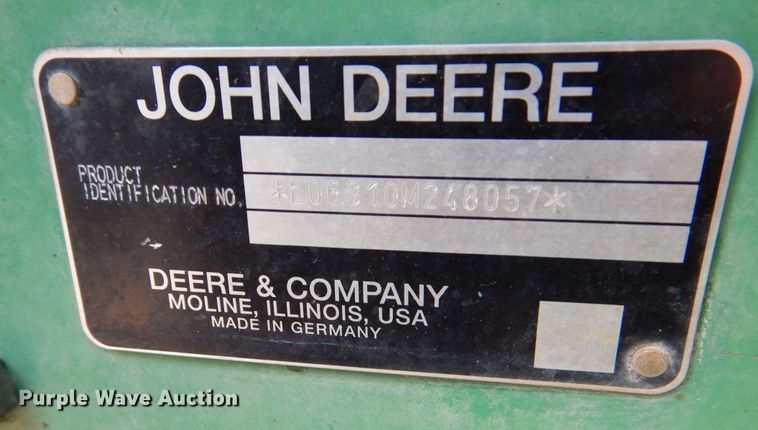 JOHN DEERE
PRODUCT
IDENTIFICATION NO.
*L06310M248057*
DEERE & COMPANY
MOLINE, ILLINOIS, USA
MADE IN GERMANY
Purple Wave Auction